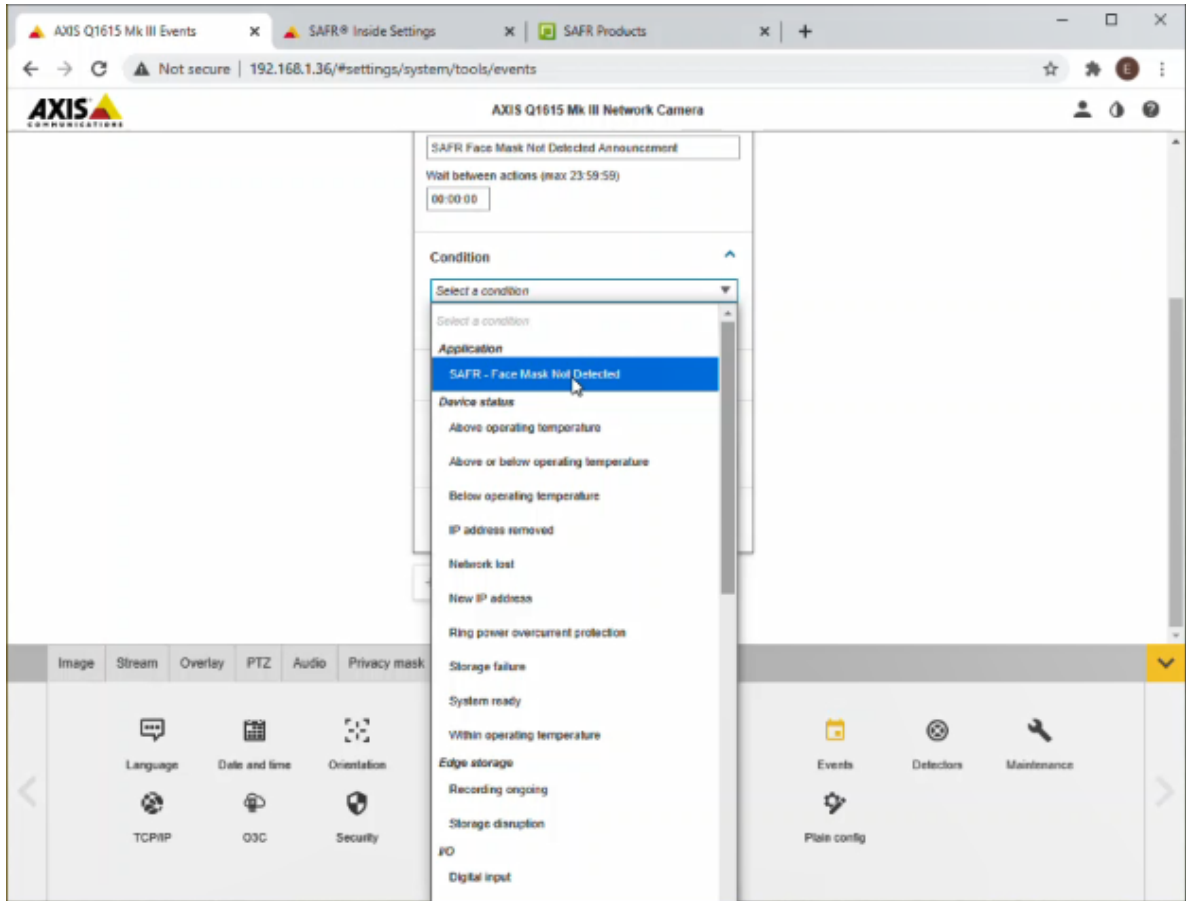 AXIS Q1615 Mk III Events
SAFR® Inside Settings
SAFR Products
Not secure
192.168.1.36/#settings/system/tools/events
E
AXIS
COMMUNICATIONS
AXIS Q1615 Mk III Network Camera
SAFR Face Mask Not Detected Announcement
Wait between actions (max 23:59:59)
00:00:00
Condition
Select a condition
Select a condition
Application
SAFR - Face Mask Not Detected
Device status
Above operating temperature
Above or below operating temperature
Below operating temperature
IP address removed
Network lost
New IP address
Ring power overcurrent protection
Storage failure
System ready
Within operating temperature
Edge storage
Recording ongoing
Storage disruption
I/O
Digital input
Image Stream Overlay PTZ Audio Privacy mask
Language Date and time Orientation Events Detectors Maintenance
TCP/IP O3C Security Plain config